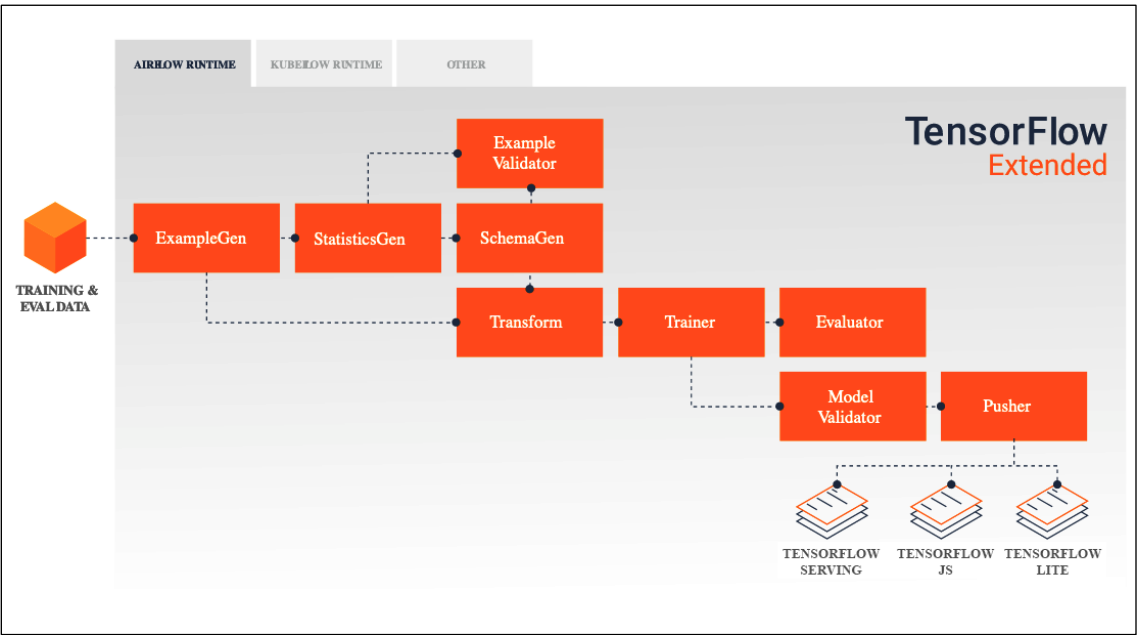 AIRFLOW RUNTIME
KUBEFLOW RUNTIME
OTHER
TensorFlow
Extended
Example
Validator
ExampleGen
StatisticsGen
SchemaGen
TRAINING &
EVAL DATA
Transform
Trainer
Evaluator
Model
Validator
Pusher
TENSORFLOW
SERVING
TENSORFLOW
JS
TENSORFLOW
LITE